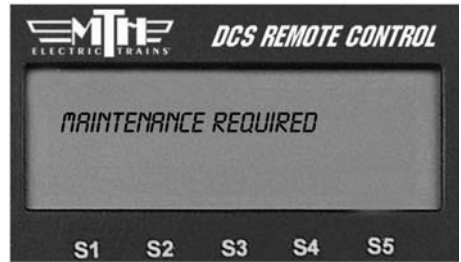 MTH
ELECTRIC TRAINS
DCS REMOTE CONTROL
MAINTENANCE REQUIRED
S1 S2 S3 S4 S5